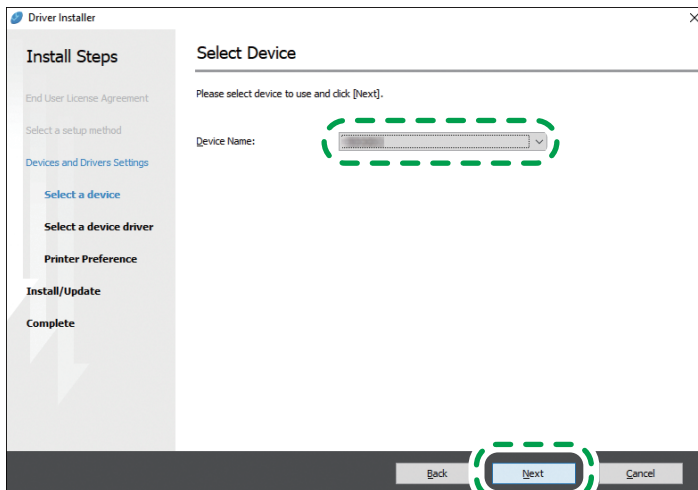 Driver Installer
Install Steps
End User License Agreement
Select a setup method
Devices and Drivers Settings
Select a device
Select a device driver
Printer Preference
Install/Update
Complete
Select Device
Please select device to use and click [Next].
Device Name:
Back
Next
Cancel